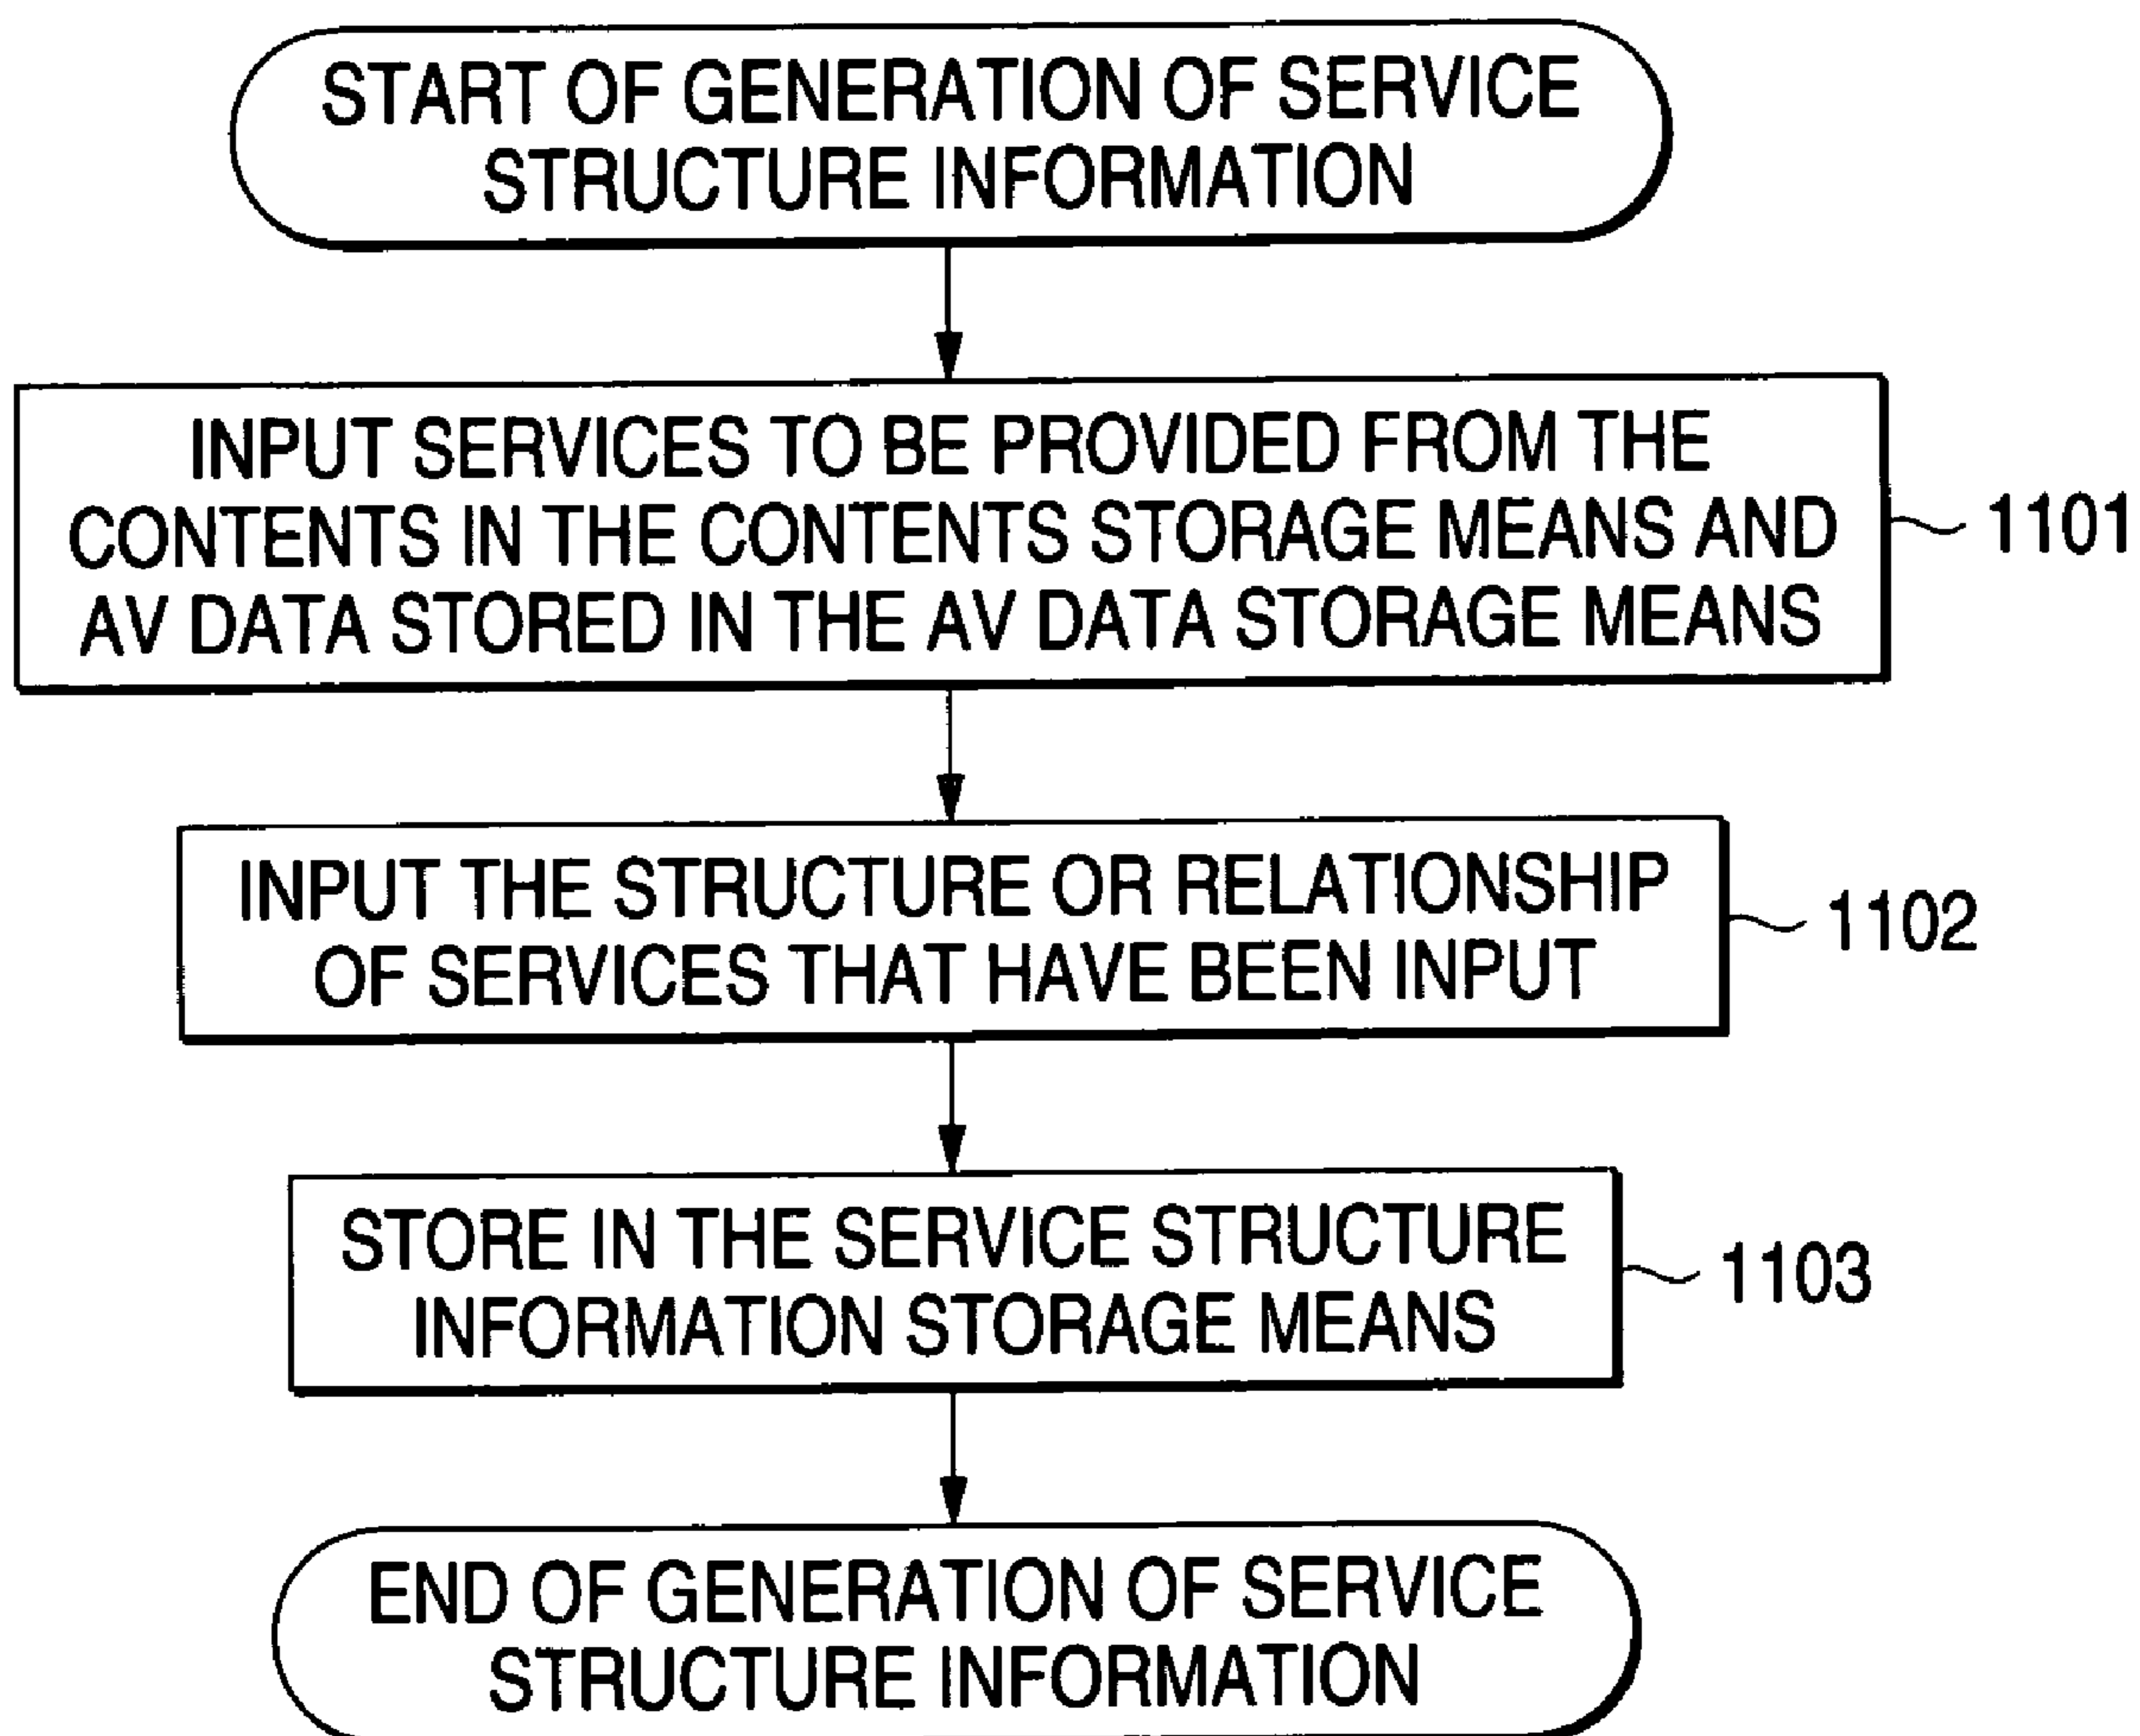 START OF GENERATION OF SERVICE
STRUCTURE INFORMATION
INPUT SERVICES TO BE PROVIDED FROM THE
CONTENTS IN THE CONTENTS STORAGE MEANS AND
AV DATA STORED IN THE AV DATA STORAGE MEANS
1101
INPUT THE STRUCTURE OR RELATIONSHIP
OF SERVICES THAT HAVE BEEN INPUT
1102
STORE IN THE SERVICE STRUCTURE
INFORMATION STORAGE MEANS
1103
END OF GENERATION OF SERVICE
STRUCTURE INFORMATION